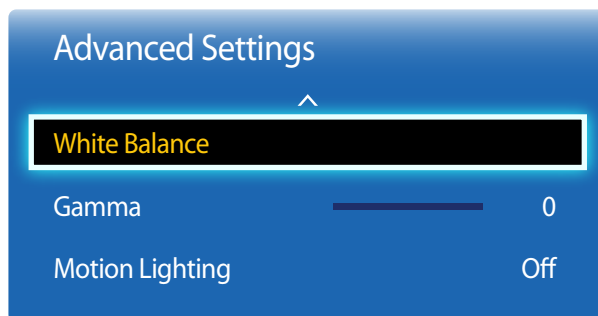 Advanced Settings
White Balance
Gamma 0
Motion Lighting Off